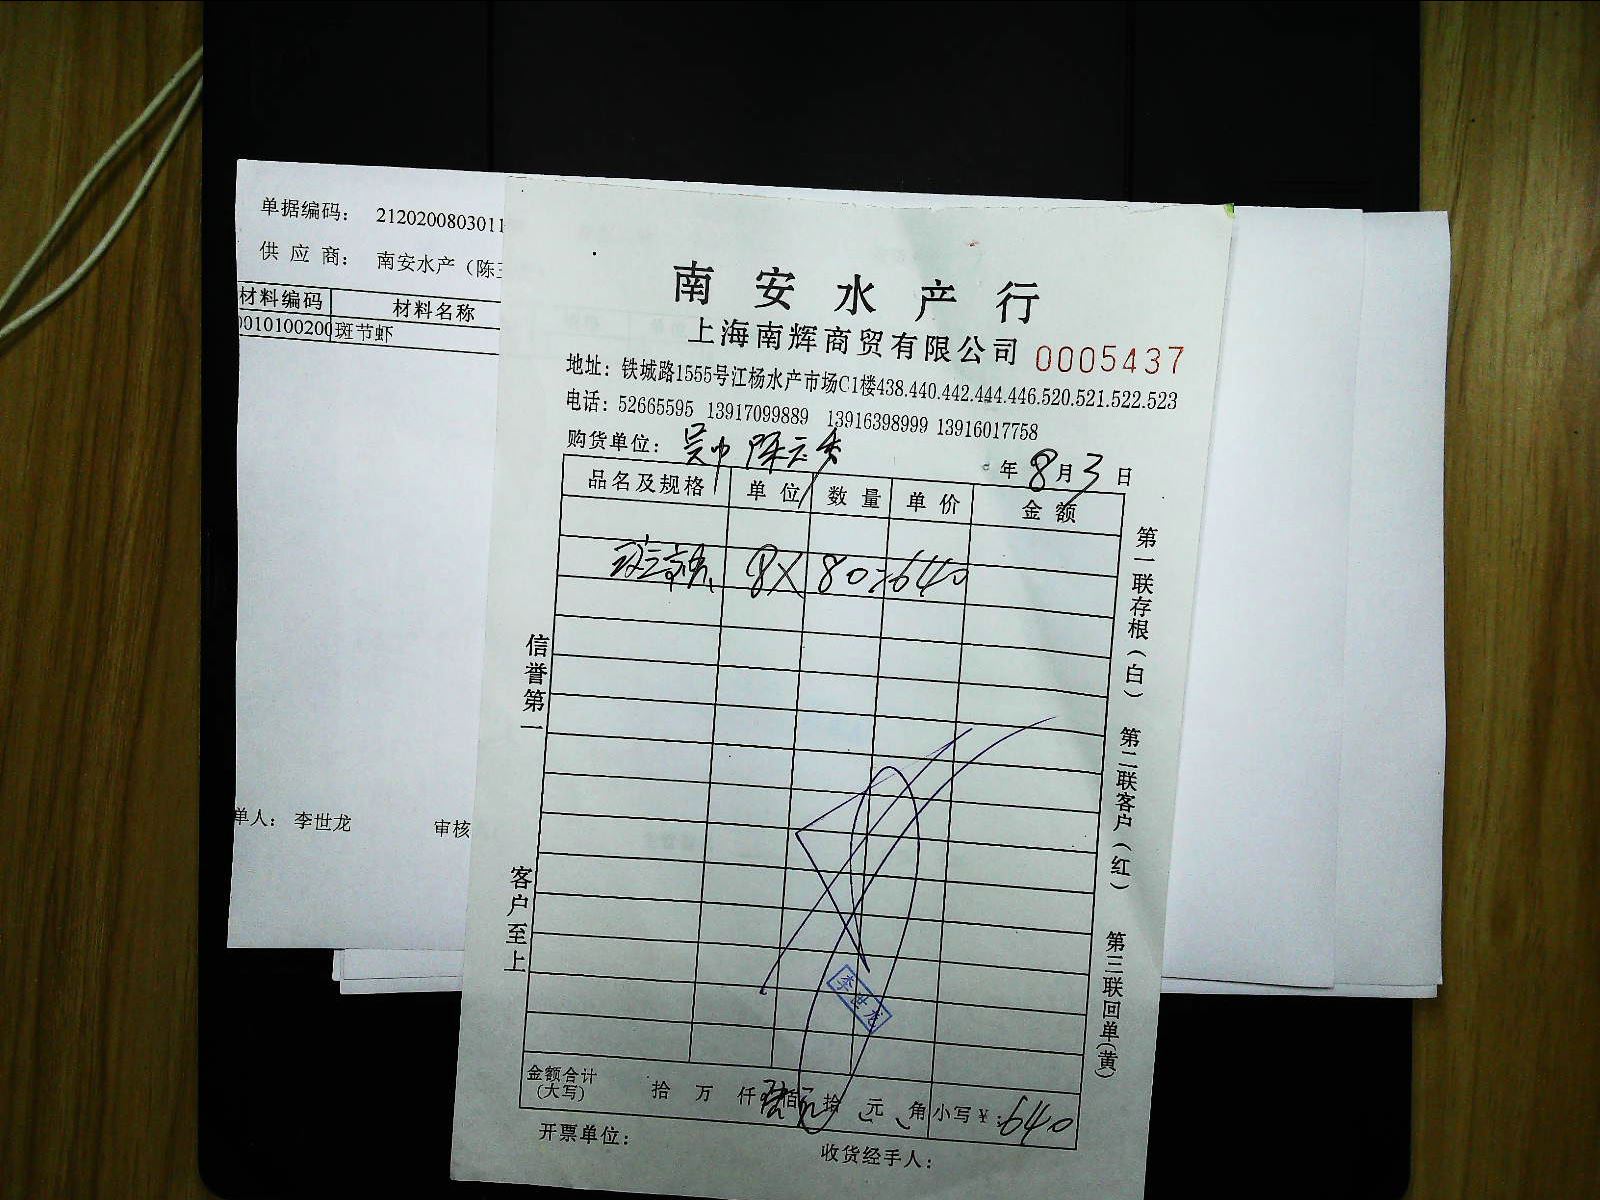 单据编码： 2120200803011
供 应 商： 南安水产（陈
材料编码 材料名称
010100200 斑节虾
单人： 李世龙 审核
南安水产行
上海南辉商贸有限公司 0005437
地址：铁城路1555号江杨水产市场C1楼438.440.442.444.446.520.521.522.523
电话：52665595 13917099889 13916398999 13916017758
购货单位： 年 8月3日
品名及规格 单位 数量 单价 金额
8X 80=640
信誉第一
客户至上
第一联存根（白）
第二联客户（红）
第三联回单（黄）
李世龙
金额合计（大写） 拾 万 仟 佰 拾 元 角 小写￥：640
开票单位： 收货经手人：